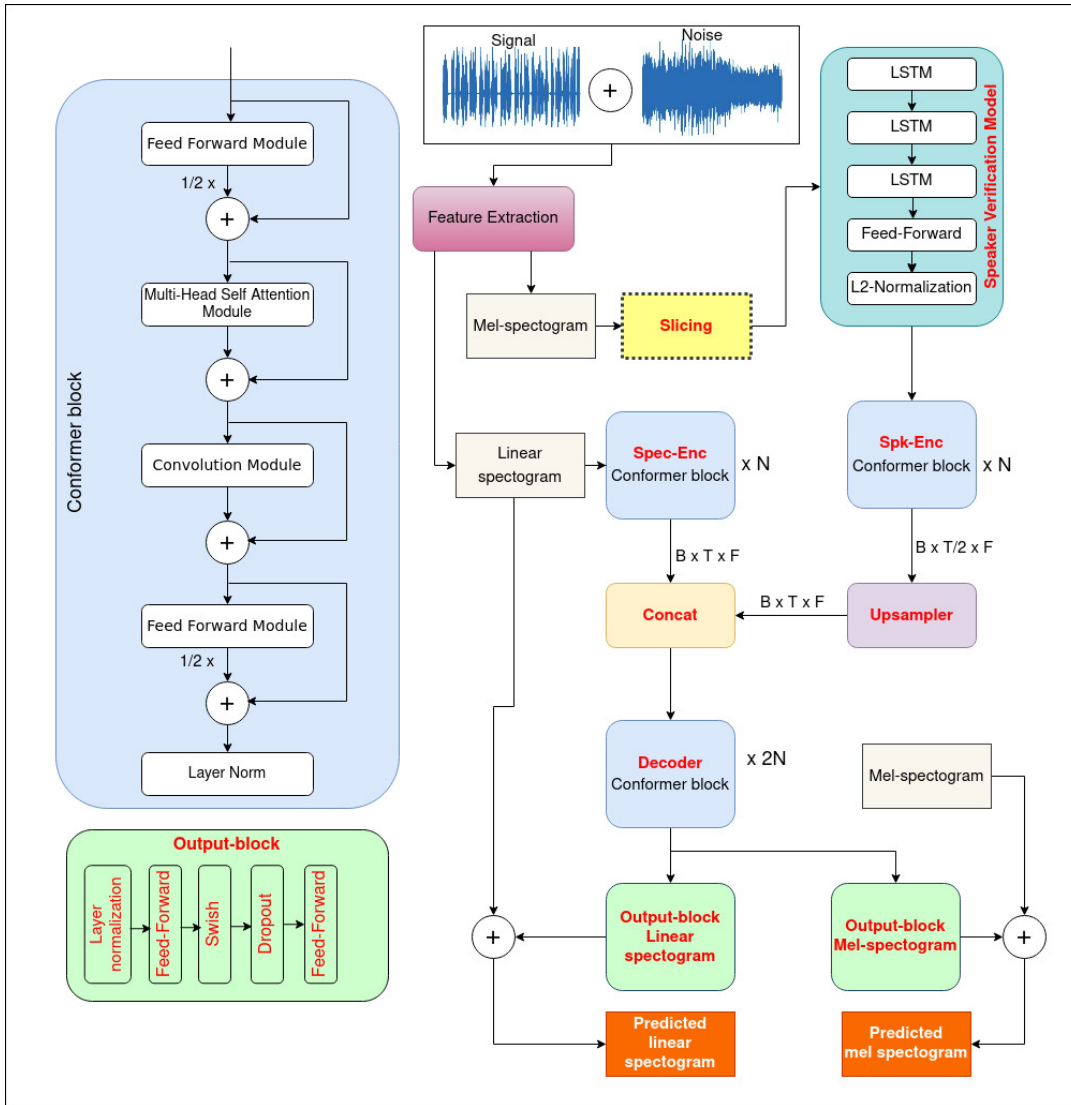 Conformer block
Feed Forward Module
1/2 x
+
Multi-Head Self Attention
Module
+
Convolution Module
+
Feed Forward Module
1/2 x
+
Layer Norm
Output-block
Layer
normalization
Feed-Forward
Swish
Dropout
Feed-Forward
Signal
+
Noise
Feature Extraction
Mel-spectogram
Slicing
LSTM
LSTM
LSTM
Feed-Forward
L2-Normalization
Speaker Verification Model
Linear
spectogram
Spec-Enc
Conformer block
x N
Spk-Enc
Conformer block
x N
B x T x F
B x T/2 x F
Concat
B x T x F
Upsampler
Decoder
Conformer block
x 2N
Mel-spectogram
+
Output-block
Linear
spectogram
Output-block
Mel-spectogram
+
Predicted
linear
spectogram
Predicted
mel spectogram